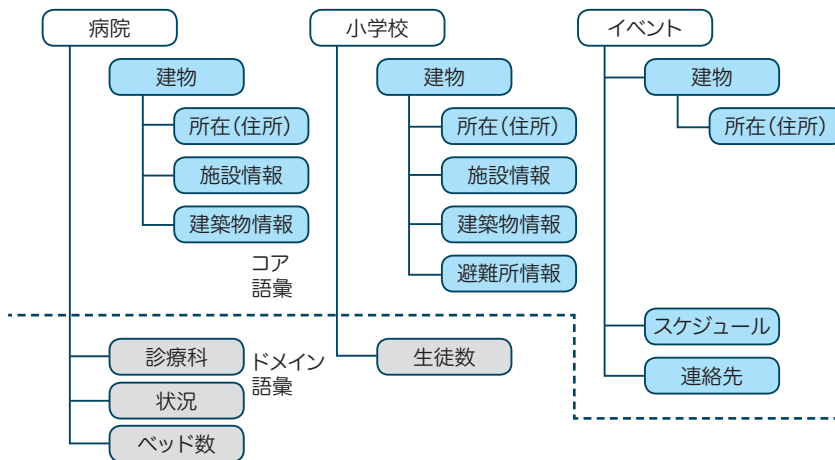 病院
小学校
イベント
建物
建物
建物
所在(住所)
所在(住所)
所在(住所)
施設情報
施設情報
建築物情報
建築物情報
コア
語彙
避難所情報
スケジュール
診療科
ドメイン
語彙
生徒数
連絡先
状況
ベッド数